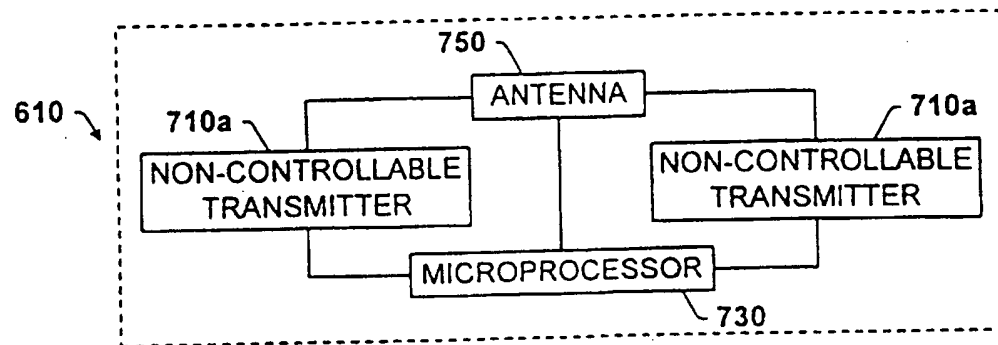 750
ANTENNA
610
710a
710a
NON-CONTROLLABLE
TRANSMITTER
NON-CONTROLLABLE
TRANSMITTER
MICROPROCESSOR
730